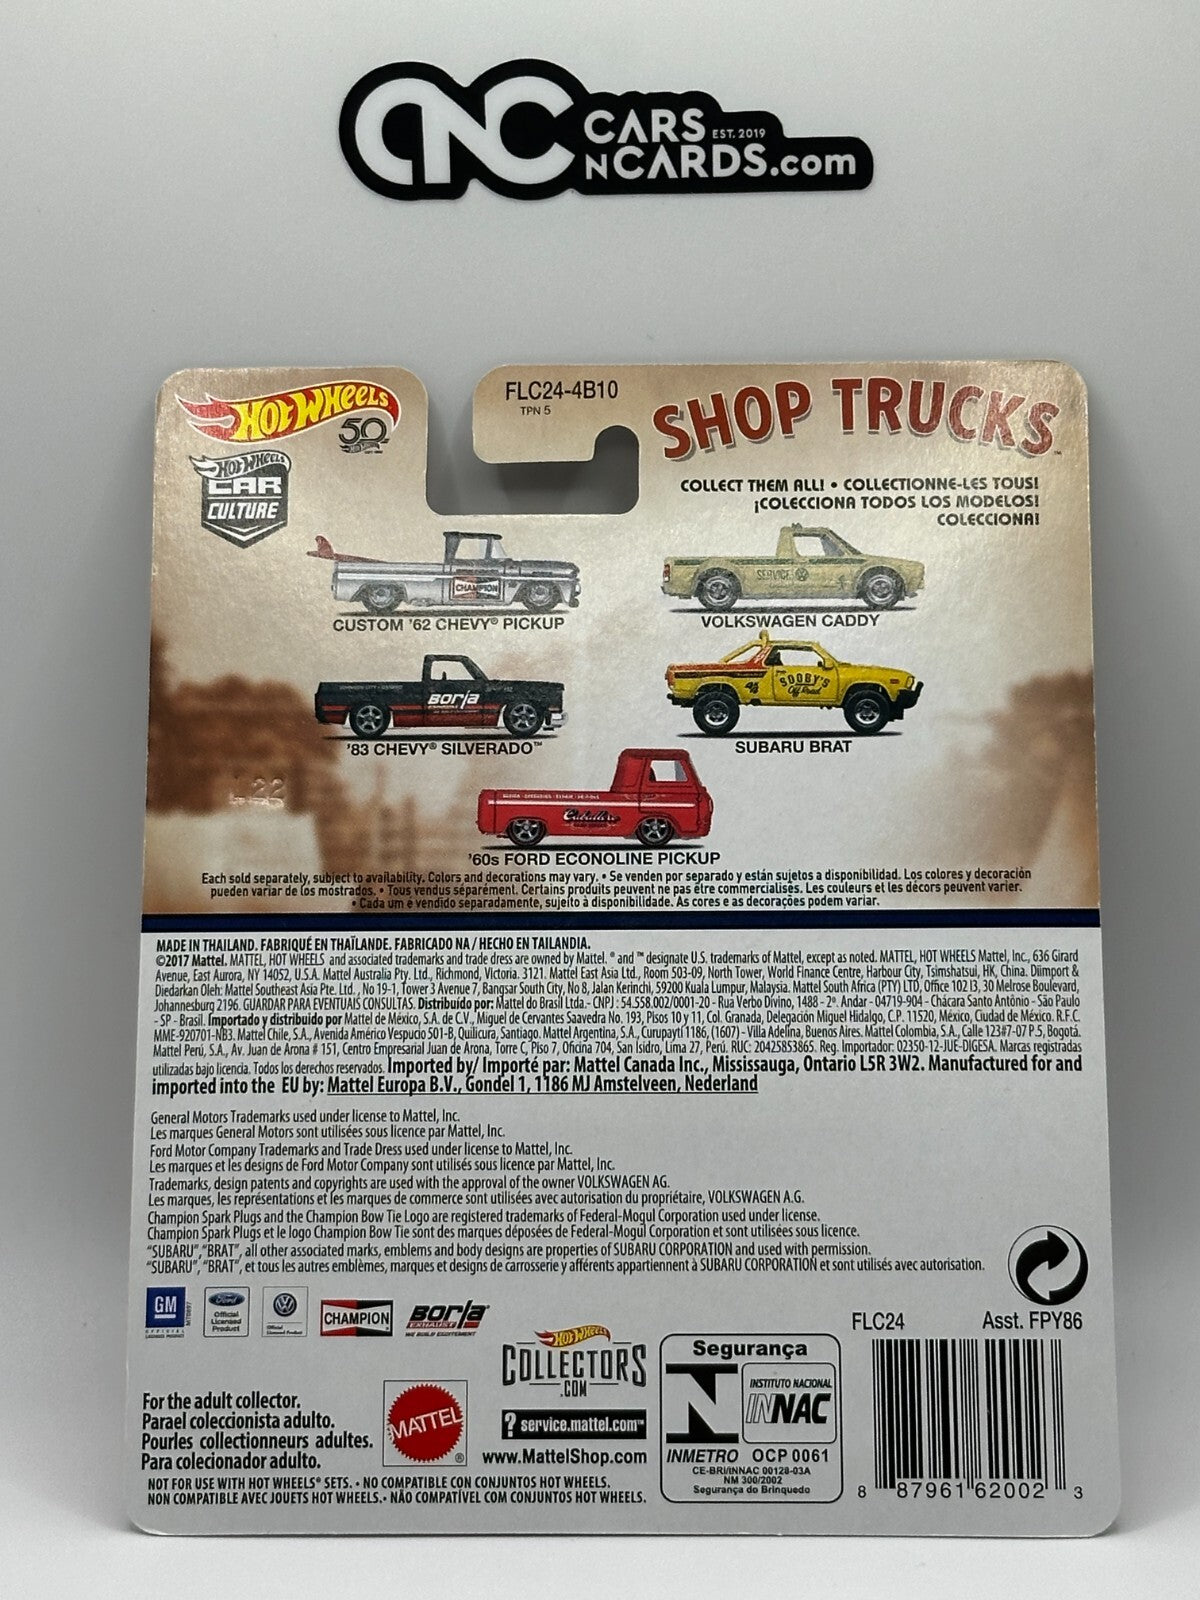 CNC CARS EST. 2019
N CARDS.com
HOT WHEELS 50
FLC24-4B10
TPN 5
SHOP TRUCKS™
HOT WHEELS
CAR
CULTURE
COLLECT THEM ALL! • COLLECTIONNE-LES TOUS!
¡COLECCIONA TODOS LOS MODELOS!
COLECCIONA!
CHAMPION
SERVICE
CUSTOM '62 CHEVY® PICKUP
VOLKSWAGEN CADDY
Borla
SOOBY'S
Off Road
'83 CHEVY® SILVERADO™
SUBARU BRAT
L 22
'60s FORD ECONOLINE PICKUP
Each sold separately, subject to availability. Colors and decorations may vary. • Se venden por separado y están sujetos a disponibilidad. Los colores y decoración
pueden variar de los mostrados. • Tous vendus séparément. Certains produits peuvent ne pas être commercialisés. Les couleurs et les décors peuvent varier.
• Cada um é vendido separadamente, sujeito à disponibilidade. As cores e as decorações podem variar.
MADE IN THAILAND. FABRIQUÉ EN THAÏLANDE. FABRICADO NA / HECHO EN TAILANDIA.
©2017 Mattel. MATTEL, HOT WHEELS and associated trademarks and trade dress are owned by Mattel. ® and ™ designate U.S. trademarks of Mattel, except as noted. MATTEL, HOT WHEELS Mattel, Inc., 636 Girard
Avenue, East Aurora, NY 14052, U.S.A. Mattel Australia Pty. Ltd., Richmond, Victoria. 3121. Mattel East Asia Ltd., Room 503-09, North Tower, World Finance Centre, Harbour City, Tsimshatsui, HK, China. Diimport &
Diedarkan Oleh: Mattel Southeast Asia Pte. Ltd., No 19-1, Tower 3 Avenue 7, Bangsar South City, No 8, Jalan Kerinchi, 59200 Kuala Lumpur, Malaysia. Mattel South Africa (PTY) LTD, Office 102 I3, 30 Melrose Boulevard,
Johannesburg 2196. GUARDAR PARA EVENTUAIS CONSULTAS. Distribuído por: Mattel do Brasil Ltda.- CNPJ : 54.558.002/0001-20 - Rua Verbo Divino, 1488 - 2º. Andar - 04719-904 - Chácara Santo Antônio - São Paulo
- SP - Brasil. Importado y distribuido por Mattel de México, S.A. de C.V., Miguel de Cervantes Saavedra No. 193, Pisos 10 y 11, Col. Granada, Delegación Miguel Hidalgo, C.P. 11520, México, Ciudad de México. R.F.C.
MME-920701-NB3. Mattel Chile, S.A., Avenida Américo Vespucio 501-B, Quilicura, Santiago. Mattel Argentina, S.A., Curupaytí 1186, (1607) - Villa Adelina, Buenos Aires. Mattel Colombia, S.A., Calle 123#7-07 P.5, Bogotá.
Mattel Perú, S.A., Av. Juan de Arona # 151, Centro Empresarial Juan de Arona, Torre C, Piso 7, Oficina 704, San Isidro, Lima 27, Perú. RUC: 20425853865. Reg. Importador: 02350-12-JUE-DIGESA. Marcas registradas
utilizadas bajo licencia. Todos los derechos reservados. Imported by/ Importé par: Mattel Canada Inc., Mississauga, Ontario L5R 3W2. Manufactured for and
imported into the EU by: Mattel Europa B.V., Gondel 1, 1186 MJ Amstelveen, Nederland
General Motors Trademarks used under license to Mattel, Inc.
Les marques General Motors sont utilisées sous licence par Mattel, Inc.
Ford Motor Company Trademarks and Trade Dress used under license to Mattel, Inc.
Les marques et les designs de Ford Motor Company sont utilisés sous licence par Mattel, Inc.
Trademarks, design patents and copyrights are used with the approval of the owner VOLKSWAGEN AG.
Les marques, les représentations et les marques de commerce sont utilisées avec autorisation du propriétaire, VOLKSWAGEN A.G.
Champion Spark Plugs and the Champion Bow Tie Logo are registered trademarks of Federal-Mogul Corporation used under license.
Champion Spark Plugs et le logo Champion Bow Tie sont des marques déposées de Federal-Mogul Corporation et sont utilisées sous licence.
"SUBARU", "BRAT", all other associated marks, emblems and body designs are properties of SUBARU CORPORATION and used with permission.
"SUBARU", "BRAT", et tous les autres emblèmes, marques et designs de carrosserie y afférents appartiennent à SUBARU CORPORATION et sont utilisés avec autorisation.
GM
OFFICIAL
LICENSED PRODUCT
Ford
Official
Licensed
Product
Official
Licensed Product
CHAMPION
BORLA®
EXHAUST
WE BUILD EXCITEMENT
FLC24 Asst. FPY86
HOT WHEELS
COLLECTORS
.COM
Segurança
INSTITUTO NACIONAL
INNAC
INMETRO OCP 0061
CE-BRI/INNAC 00128-03A
NM 300/2002
Segurança do Brinquedo
For the adult collector.
Parael coleccionista adulto.
Pourles collectionneurs adultes.
Para colecionador adulto.
MATTEL®
? service.mattel.com™
www.MattelShop.com
NOT FOR USE WITH HOT WHEELS® SETS. • NO COMPATIBLE CON CONJUNTOS HOT WHEELS.
NON COMPATIBLE AVEC JOUETS HOT WHEELS. • NÃO COMPATÍVEL COM CONJUNTOS HOT WHEELS.
8 87961 62002 3